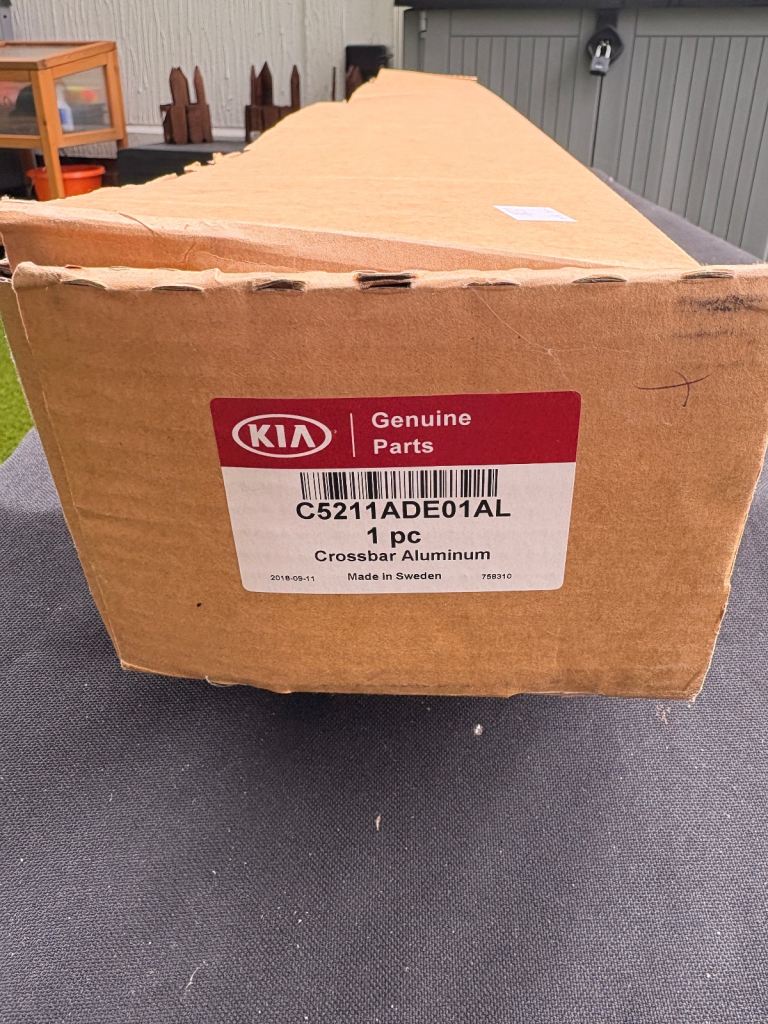 KIA
Genuine
Parts
C5211ADE01AL
1 pc
Crossbar Aluminum
2018-09-11 Made in Sweden 758310